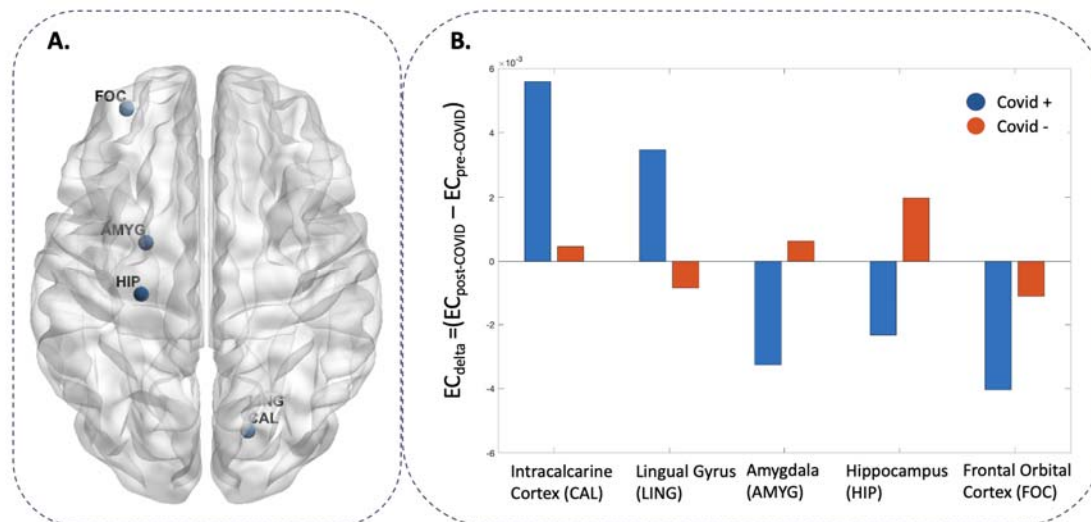 A.
FOC
AMYG
HIP
LING
CAL
B.
×10⁻³
6
4
2
0
-2
-4
-6
EC_delta =(EC_post-COVID – EC_pre-COVID)
Covid +
Covid -
Intracalcarine
Cortex (CAL)
Lingual Gyrus
(LING)
Amygdala
(AMYG)
Hippocampus
(HIP)
Frontal Orbital
Cortex (FOC)